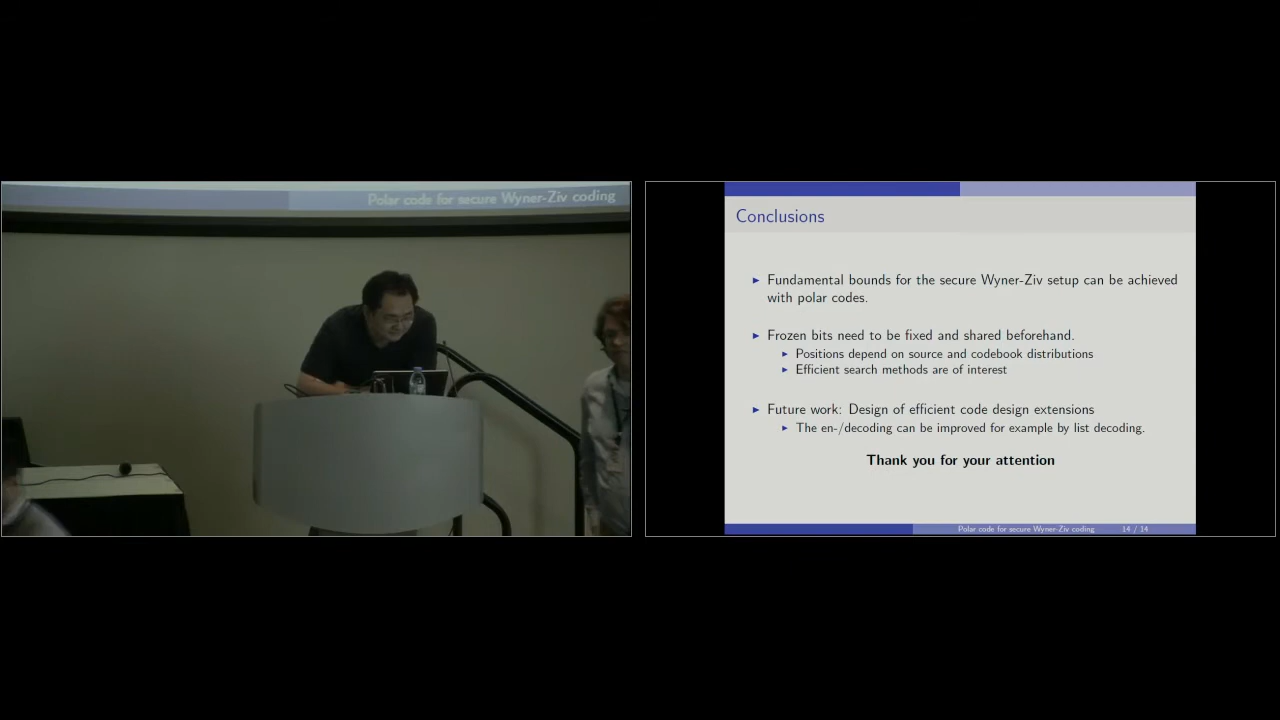 Polar code for secure Wyner-Ziv coding
Conclusions
► Fundamental bounds for the secure Wyner-Ziv setup can be achieved
with polar codes.
► Frozen bits need to be fixed and shared beforehand.
► Positions depend on source and codebook distributions
► Efficient search methods are of interest
► Future work: Design of efficient code design extensions
► The en-/decoding can be improved for example by list decoding.
Thank you for your attention
Polar code for secure Wyner-Ziv coding 14 / 14